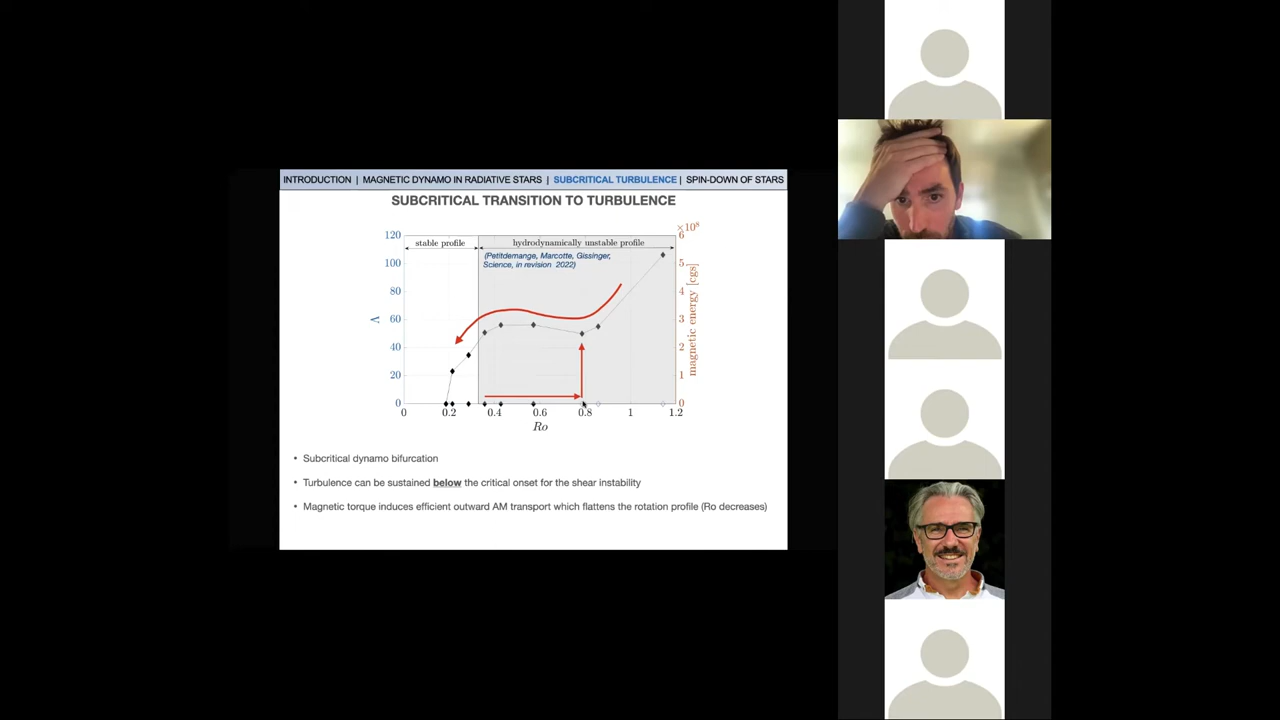 INTRODUCTION | MAGNETIC DYNAMO IN RADIATIVE STARS | SUBCRITICAL TURBULENCE | SPIN-DOWN OF STARS
SUBCRITICAL TRANSITION TO TURBULENCE
×10⁸
120
100
80
60
40
20
0
Λ
stable profile
hydrodynamically unstable profile
(Petitdemange, Marcotte, Gissinger,
Science, in revision 2022)
6
5
4
3
2
1
0
magnetic energy [cgs]
0 0.2 0.4 0.6 0.8 1 1.2
Ro
• Subcritical dynamo bifurcation
• Turbulence can be sustained below the critical onset for the shear instability
• Magnetic torque induces efficient outward AM transport which flattens the rotation profile (Ro decreases)